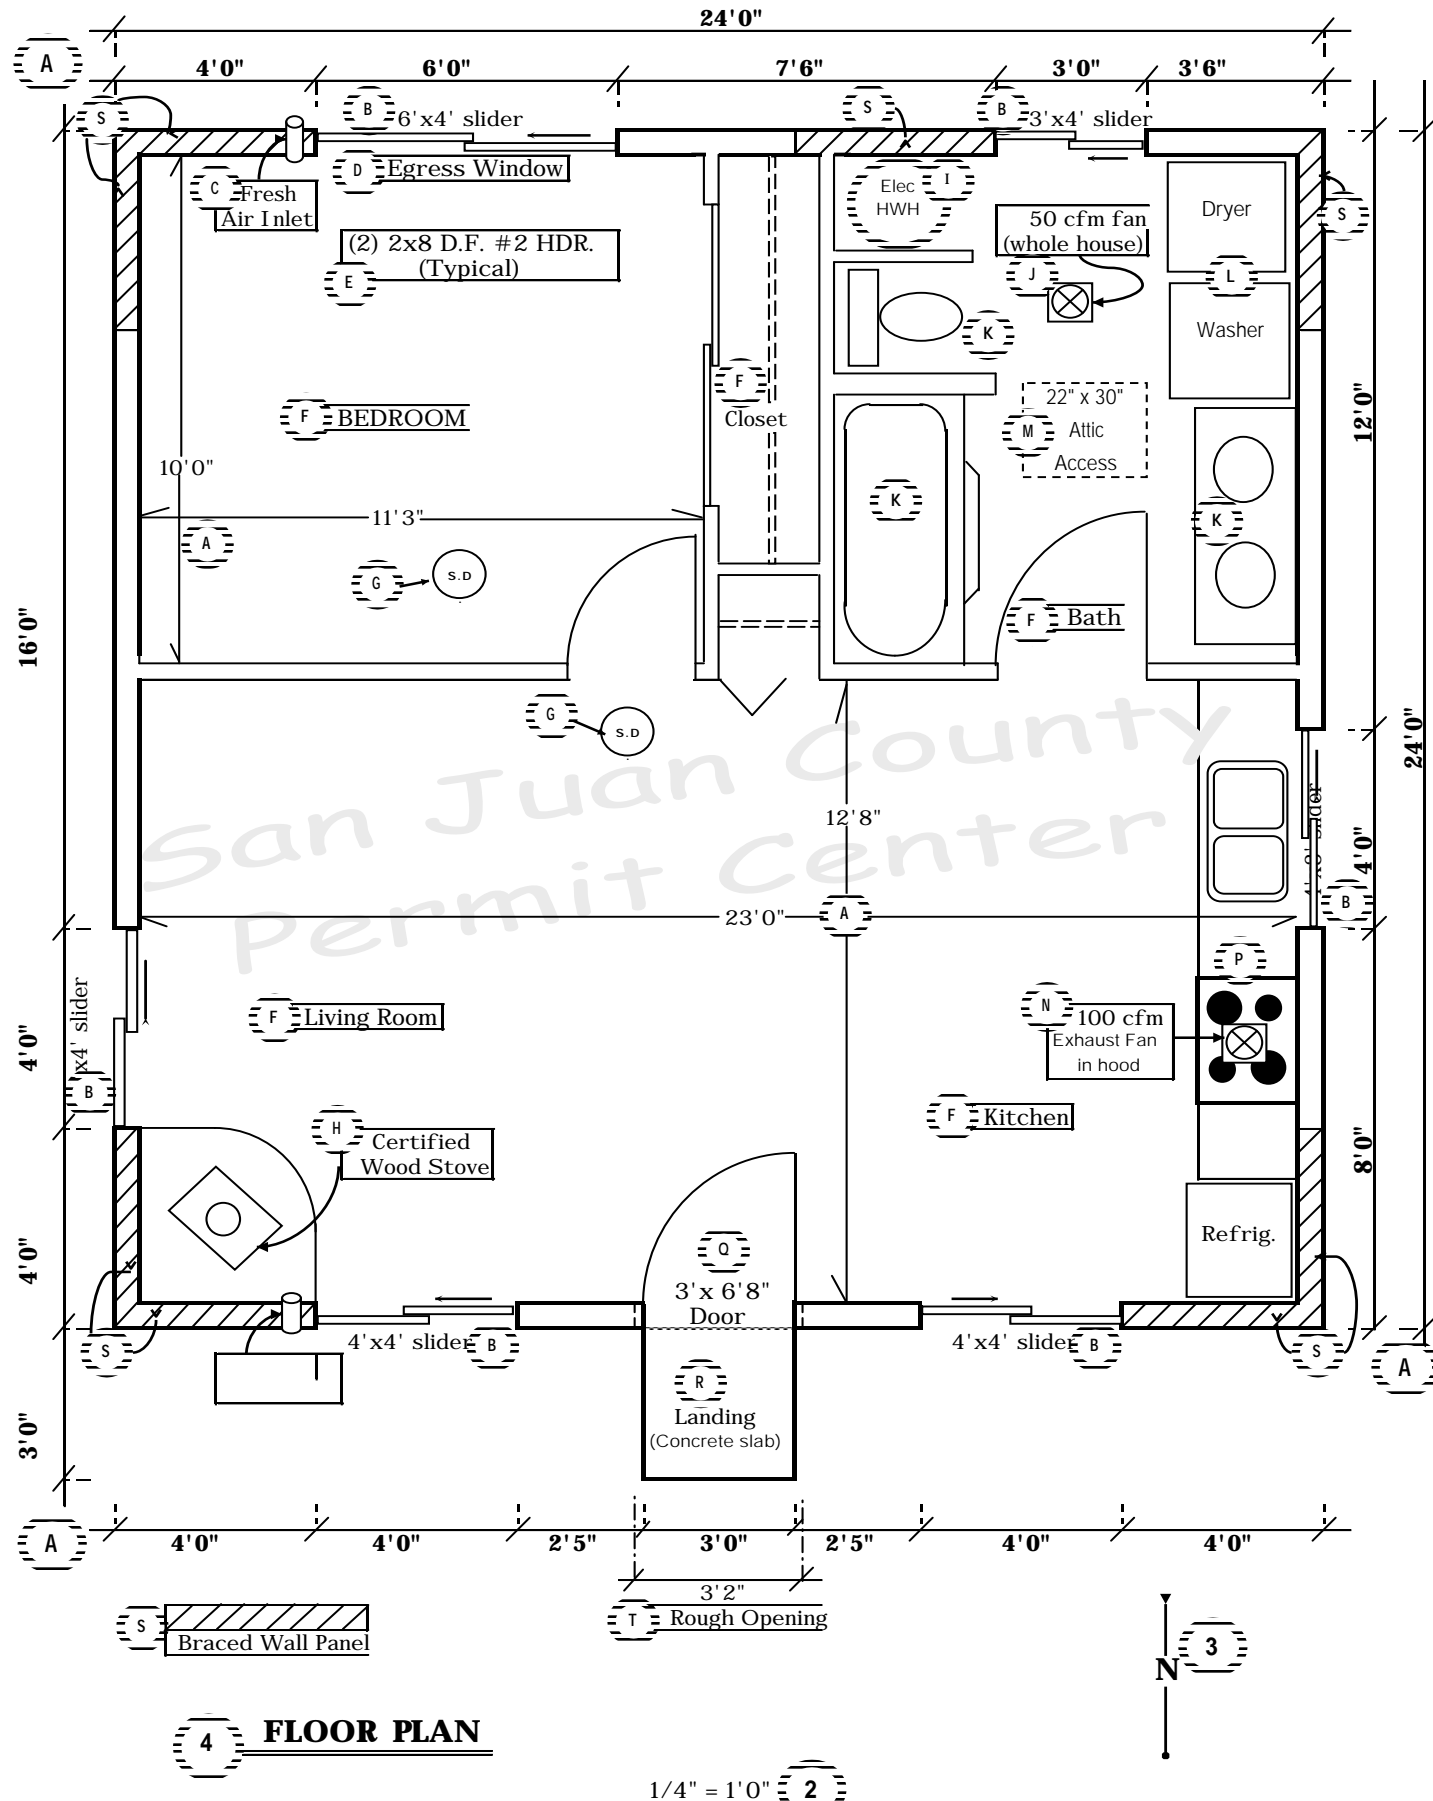 24'0"
A
4'0" 6'0" 7'6" 3'0" 3'6"
S B 6'x4' slider S B 3'x4' slider
D Egress Window
C Fresh
Air Inlet
Elec
HWH
I
50 cfm fan
(whole house)
Dryer
S
(2) 2x8 D.F. #2 HDR.
(Typical)
E
J
L
K
Washer
F
Closet
F BEDROOM
22" x 30"
M Attic
Access
12'0"
10'0"
11'3"
A
K
K
G S.D
F Bath
16'0"
G S.D
San Juan County
Permit Center
24'0"
12'8"
slider
4'0"
B
23'0" A
P
F Living Room
N 100 cfm
Exhaust Fan
in hood
x4' slider
4'0"
B
F Kitchen
H Certified
Wood Stove
8'0"
4'0"
Q
3'x 6'8"
Door
Refrig.
S
4'x4' slider B
4'x4' slider B
S
A
R
Landing
(Concrete slab)
3'0"
A
4'0" 4'0" 2'5" 3'0" 2'5" 4'0" 4'0"
3'2"
S Braced Wall Panel
T Rough Opening
N 3
4 FLOOR PLAN
1/4" = 1'0" 2